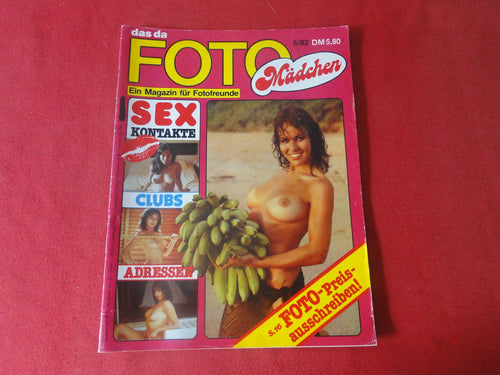 das da
FOTO
5/82 DM 5,80
Mädchen
Ein Magazin für Fotofreunde
SEX
KONTAKTE
CLUBS
ADRESSEN
S. 16 FOTO-Preis-
ausschreiben!